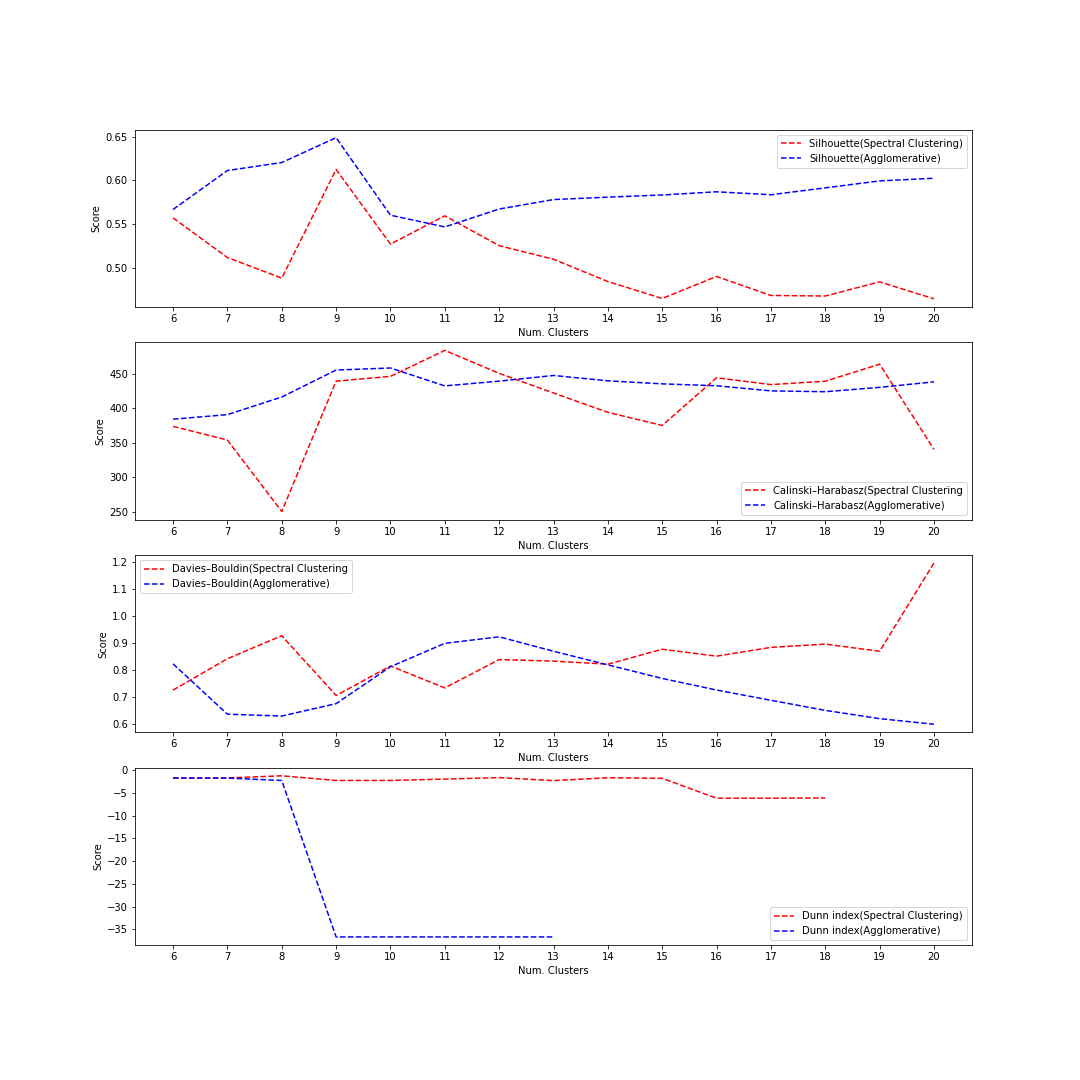 0.65
0.60
0.55
0.50
Score
Silhouette(Spectral Clustering)
Silhouette(Agglomerative)
6 7 8 9 10 11 12 13 14 15 16 17 18 19 20
Num. Clusters
450
400
350
300
250
Score
Calinski–Harabasz(Spectral Clustering
Calinski–Harabasz(Agglomerative)
6 7 8 9 10 11 12 13 14 15 16 17 18 19 20
Num. Clusters
1.2
1.1
1.0
0.9
0.8
0.7
0.6
Score
Davies–Bouldin(Spectral Clustering
Davies–Bouldin(Agglomerative)
6 7 8 9 10 11 12 13 14 15 16 17 18 19 20
Num. Clusters
0
−5
−10
−15
−20
−25
−30
−35
Score
Dunn index(Spectral Clustering)
Dunn index(Agglomerative)
6 7 8 9 10 11 12 13 14 15 16 17 18 19 20
Num. Clusters